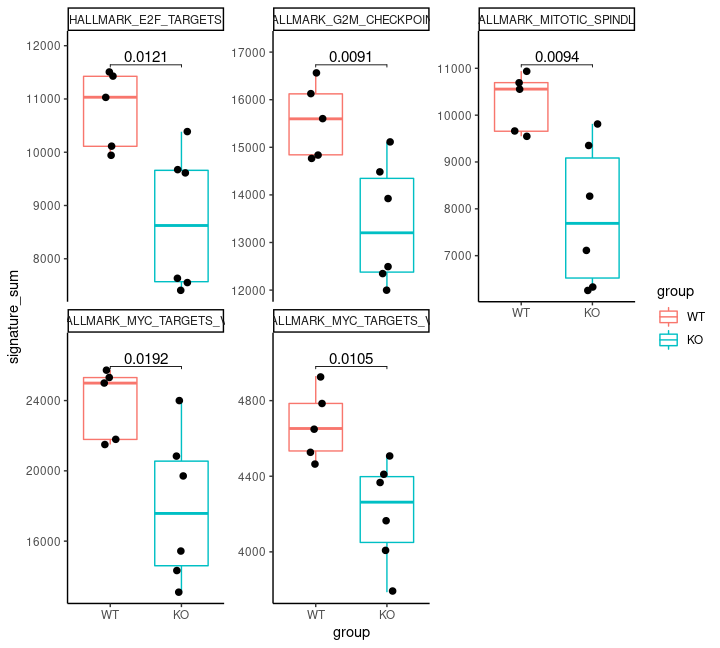 HALLMARK_E2F_TARGETS
ALLMARK_G2M_CHECKPOIN
ALLMARK_MITOTIC_SPINDL
12000
11000
10000
9000
8000
0.0121
17000
16000
15000
14000
13000
12000
0.0091
11000
10000
9000
8000
7000
0.0094
WT
KO
signature_sum
ALLMARK_MYC_TARGETS_V
ALLMARK_MYC_TARGETS_V
24000
20000
16000
0.0192
WT
KO
4800
4400
4000
0.0105
WT
KO
group
group
WT
KO